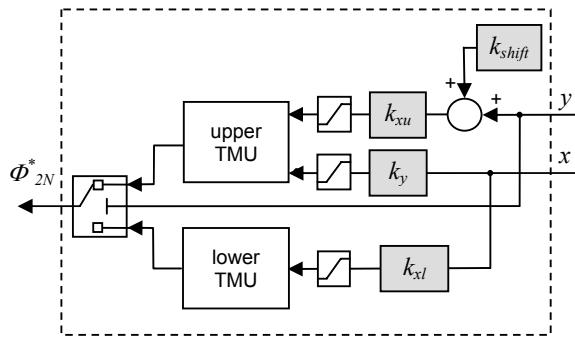 k_shift
+
+
y
k_xu
upper
TMU
x
Φ*_2N
k_y
lower
TMU
k_xl